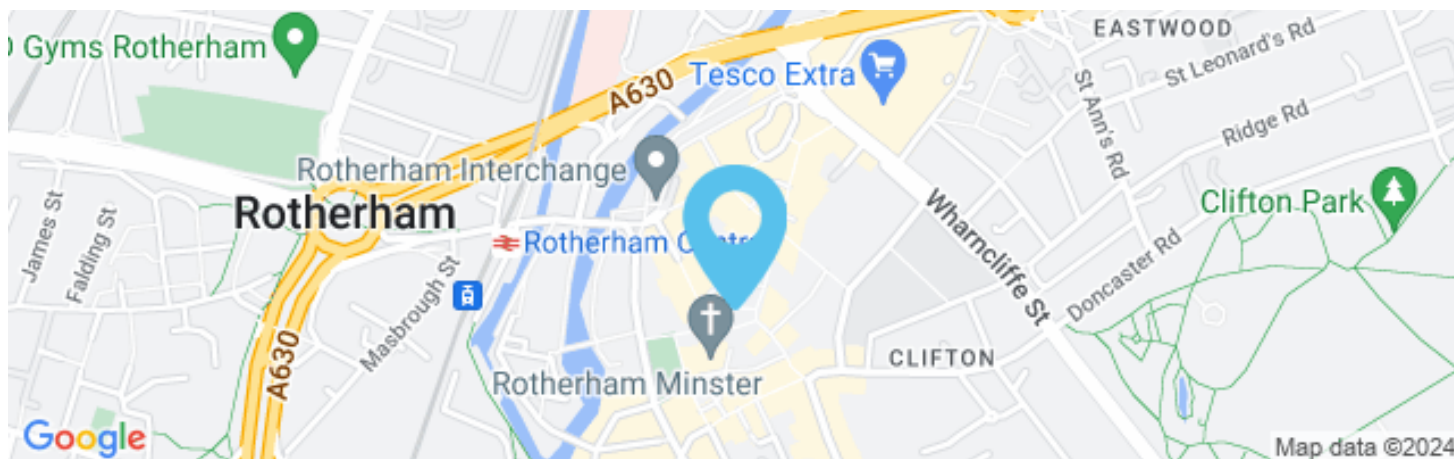 EASTWOOD
O Gyms Rotherham
St Leonard's Rd
Tesco Extra
A630
St Ann's Rd
Ridge Rd
Rotherham Interchange
Clifton Park
Rotherham
James St
Falding St
Rotherham
Wharncliffe St
Doncaster Rd
Masbrough St
A630
CLIFTON
Rotherham Minster
Google
Map data ©2024